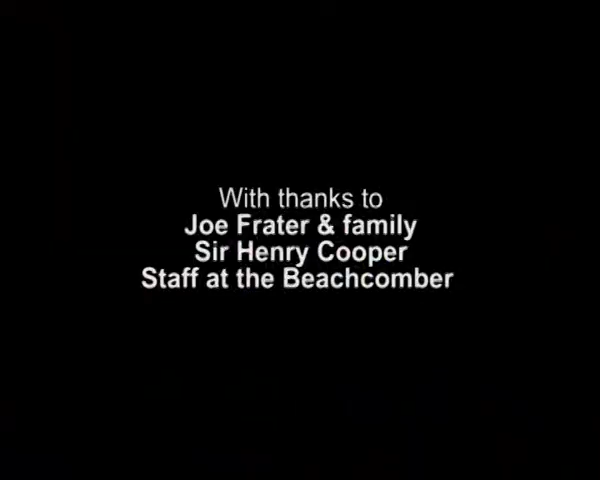 With thanks to
Joe Frater & family
Sir Henry Cooper
Staff at the Beachcomber